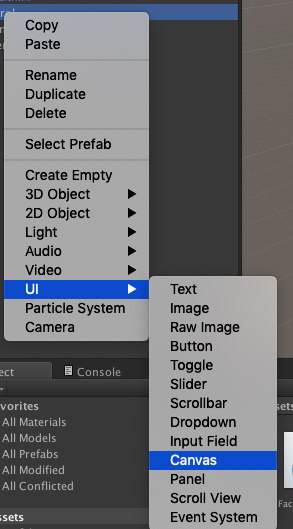 Copy
Paste
Rename
Duplicate
Delete
Select Prefab
Create Empty
3D Object
2D Object
Light
Audio
Video
UI
Particle System
Camera
Text
Image
Raw Image
Button
Toggle
Slider
Scrollbar
Dropdown
Input Field
Canvas
Panel
Scroll View
Event System
ect
Console
avorites
All Materials
All Models
All Prefabs
All Modified
All Conflicted
ssets
sets
Fac